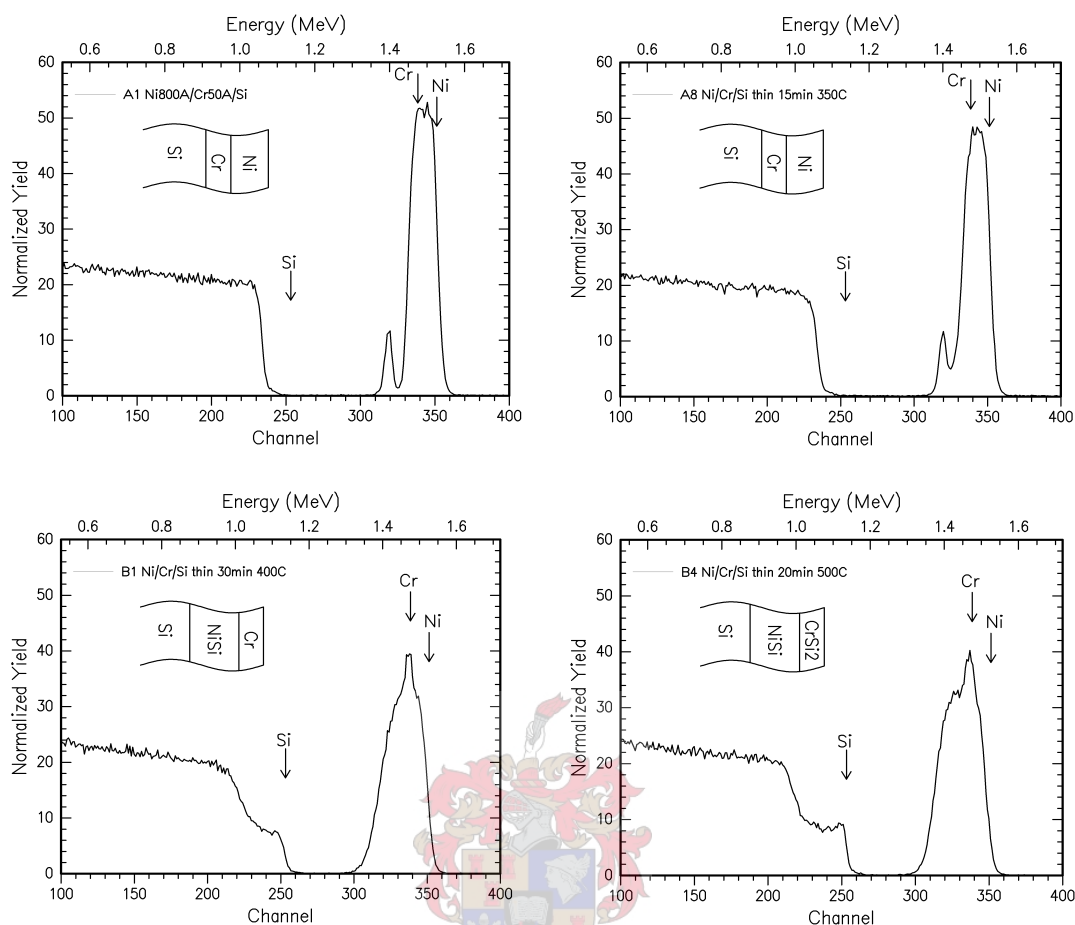 Energy (MeV)
0.6 0.8 1.0 1.2 1.4 1.6
60
50
40
30
20
10
0
Normalized Yield
A1 Ni800A/Cr50A/Si
Si Cr Ni
Cr
Ni
Si
100 150 200 250 300 350 400
Channel
Energy (MeV)
0.6 0.8 1.0 1.2 1.4 1.6
60
50
40
30
20
10
0
Normalized Yield
A8 Ni/Cr/Si thin 15min 350C
Si Cr Ni
Cr
Ni
Si
100 150 200 250 300 350 400
Channel
Energy (MeV)
0.6 0.8 1.0 1.2 1.4 1.6
60
50
40
30
20
10
0
Normalized Yield
B1 Ni/Cr/Si thin 30min 400C
Si NiSi Cr
Cr
Ni
Si
100 150 200 250 300 350 400
Channel
Energy (MeV)
0.6 0.8 1.0 1.2 1.4 1.6
60
50
40
30
20
10
0
Normalized Yield
B4 Ni/Cr/Si thin 20min 500C
Si NiSi CrSi2
Cr
Ni
Si
100 150 200 250 300 350 400
Channel